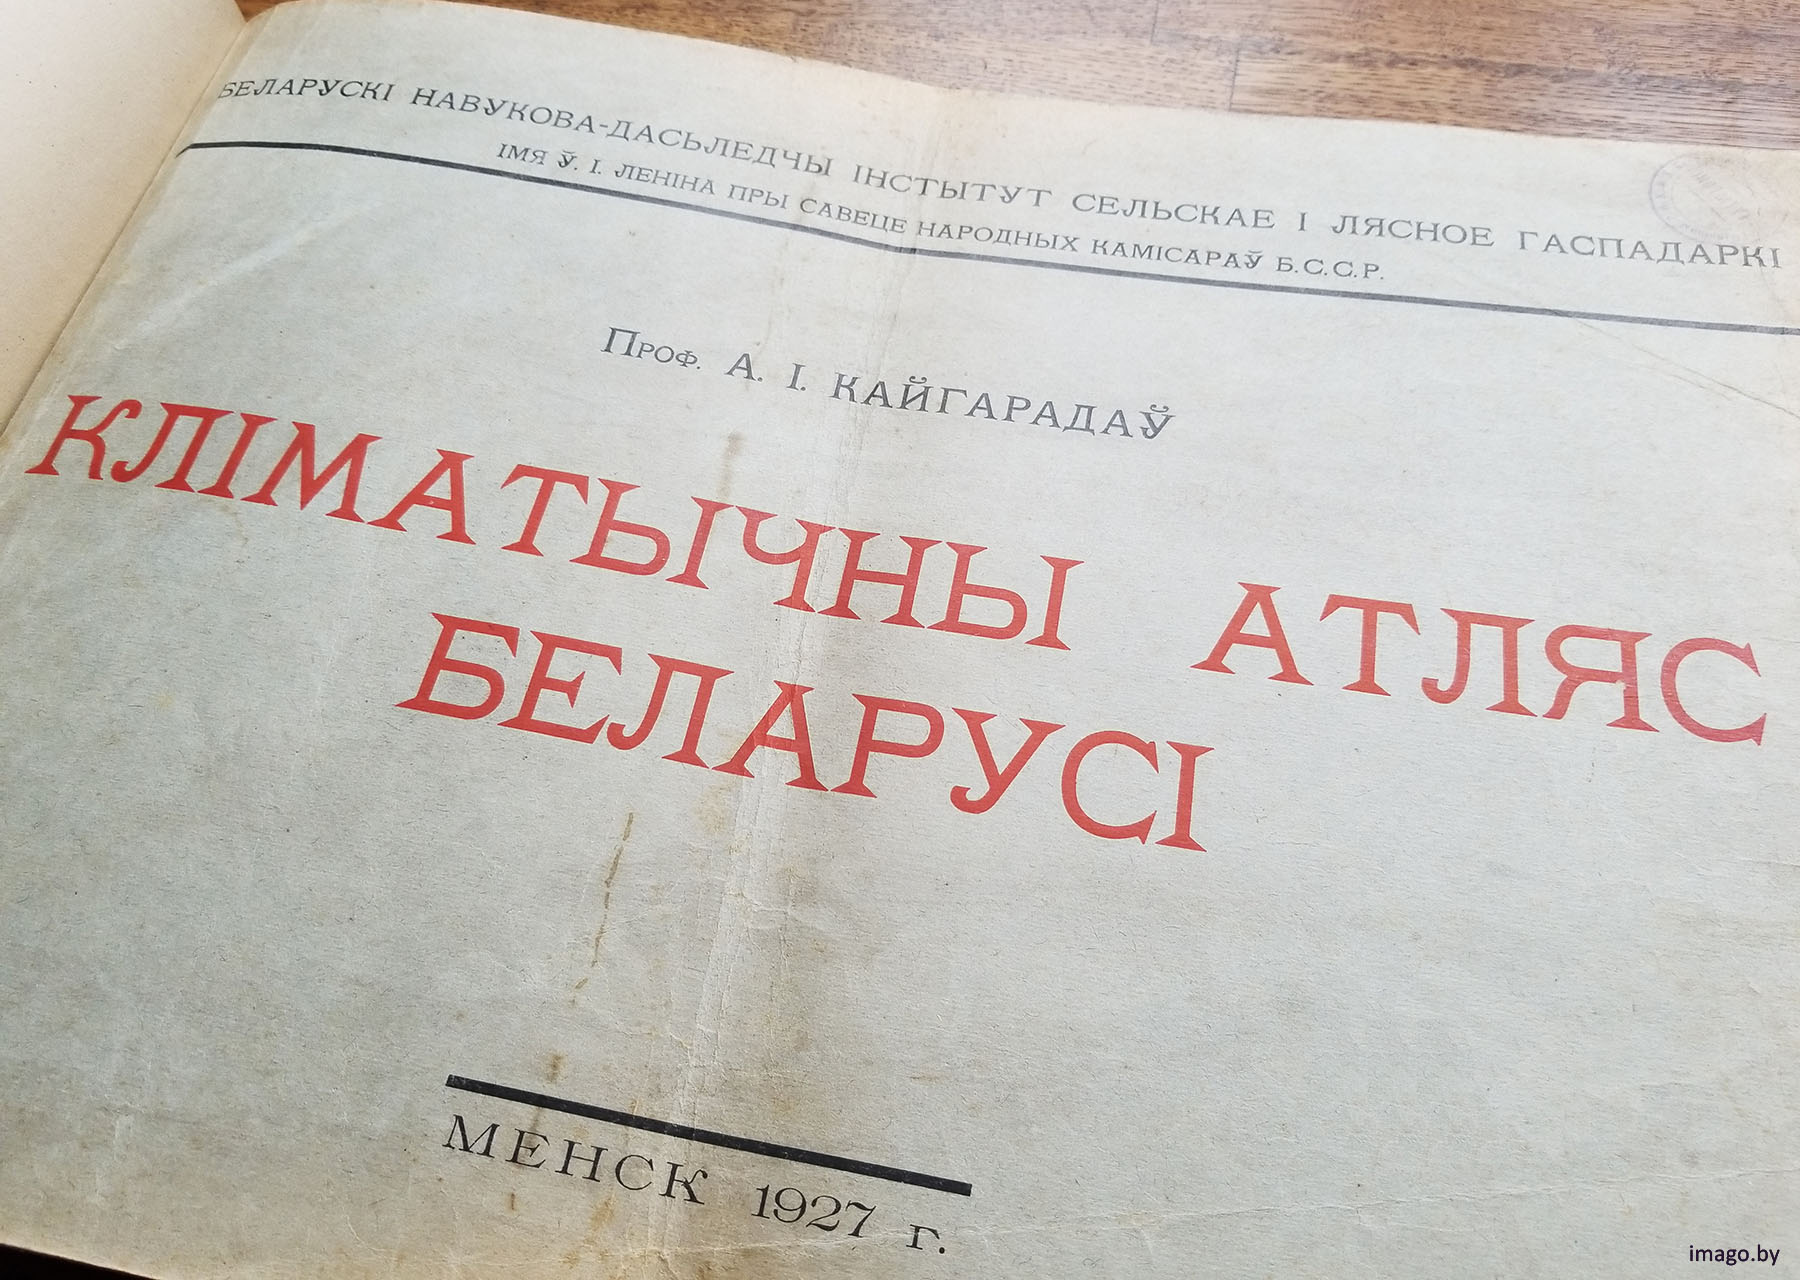 БЕЛАРУСКІ НАВУКОВА-ДАСЬЛЕДЧЫ ІНСТЫТУТ СЕЛЬСКАЕ І ЛЯСНОЕ ГАСПАДАРКІ
ІМЯ Ў. І. ЛЕНІНА ПРЫ САВЕЦЕ НАРОДНЫХ КАМІСАРАЎ Б.С.С.Р.
Проф. А. І. КАЙГАРАДАЎ
КЛІМАТЫЧНЫ АТЛЯС
БЕЛАРУСІ
МЕНСК 1927 г.
imago.by